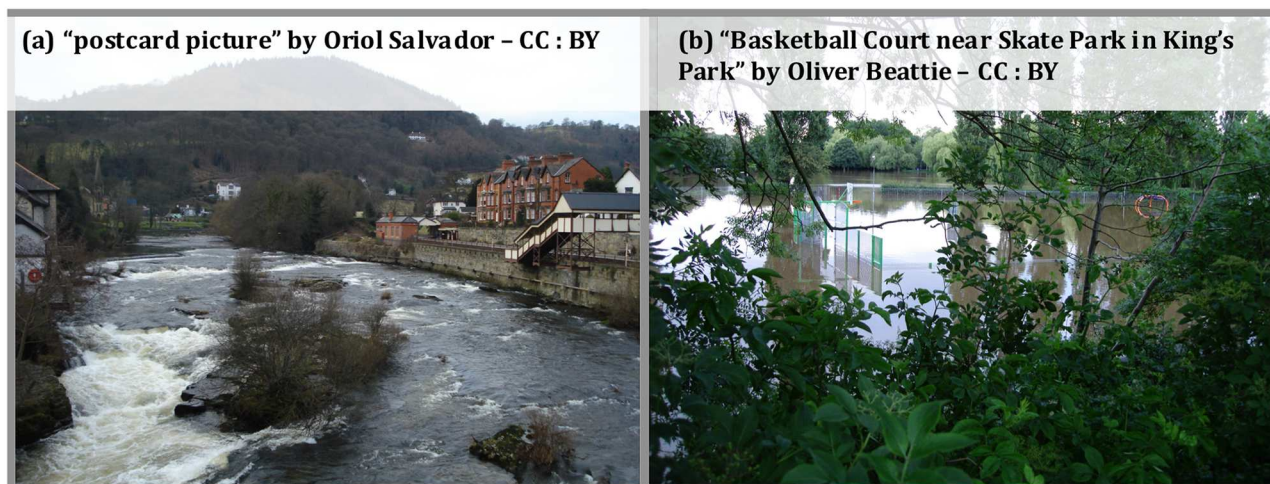 (a) “postcard picture” by Oriol Salvador – CC : BY
(b) “Basketball Court near Skate Park in King’s
Park” by Oliver Beattie – CC : BY